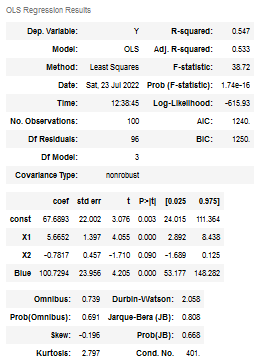 OLS Regression Results
Dep. Variable: Y R-squared: 0.547
Model: OLS Adj. R-squared: 0.533
Method: Least Squares F-statistic: 38.72
Date: Sat, 23 Jul 2022 Prob (F-statistic): 1.74e-16
Time: 12:38:45 Log-Likelihood: -615.93
No. Observations: 100 AIC: 1240.
Df Residuals: 96 BIC: 1250.
Df Model: 3
Covariance Type: nonrobust
coef std err t P>|t| [0.025 0.975]
const 67.6893 22.002 3.076 0.003 24.015 111.364
X1 5.6652 1.397 4.055 0.000 2.892 8.438
X2 -0.7817 0.457 -1.710 0.090 -1.689 0.125
Blue 100.7294 23.956 4.205 0.000 53.177 148.282
Omnibus: 0.739 Durbin-Watson: 2.058
Prob(Omnibus): 0.691 Jarque-Bera (JB): 0.808
Skew: -0.196 Prob(JB): 0.668
Kurtosis: 2.797 Cond. No. 401.